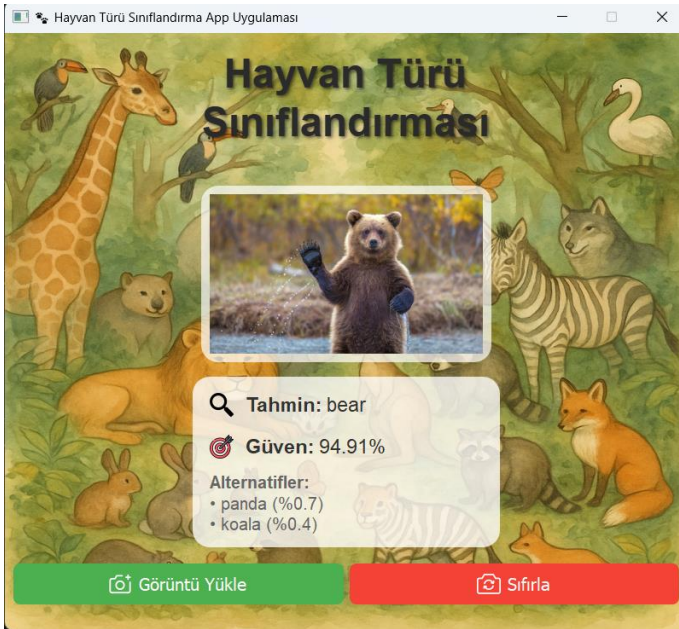 Hayvan Türü Sınıflandırma App Uygulaması
Hayvan Türü
Sınıflandırması
Tahmin: bear
Güven: 94.91%
Alternatifler:
• panda (%0.7)
• koala (%0.4)
Görüntü Yükle
Sıfırla